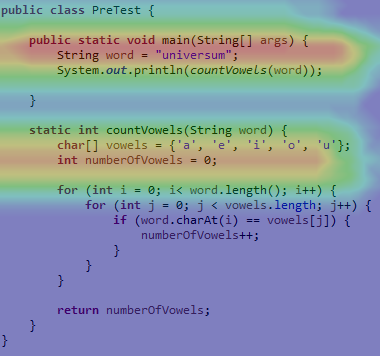 public class PreTest {
public static void main(String[] args) {
String word = "universum";
System.out.println(countVowels(word));
}
static int countVowels(String word) {
char[] vowels = {'a', 'e', 'i', 'o', 'u'};
int numberOfVowels = 0;
for (int i = 0; i< word.length(); i++) {
for (int j = 0; j < vowels.length; j++) {
if (word.charAt(i) == vowels[j]) {
numberOfVowels++;
}
}
}
return numberOfVowels;
}
}